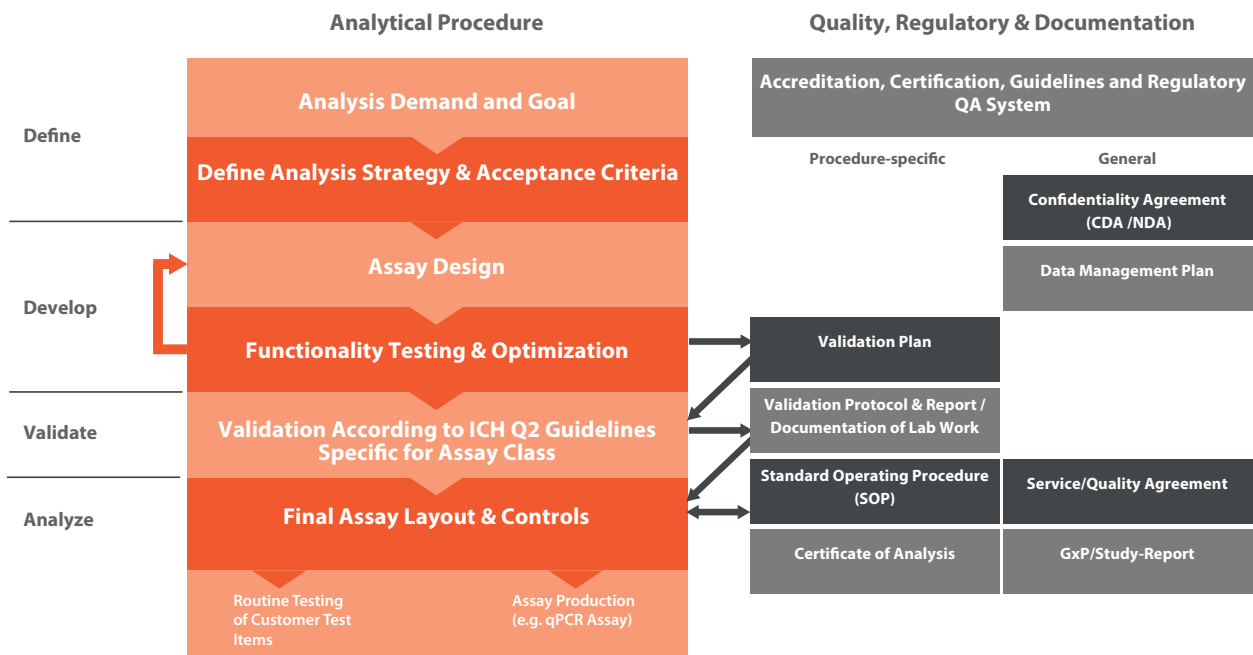 Analytical Procedure
Quality, Regulatory & Documentation
Define
Analysis Demand and Goal
Define Analysis Strategy & Acceptance Criteria
Develop
Assay Design
Functionality Testing & Optimization
Validate
Validation According to ICH Q2 Guidelines
Specific for Assay Class
Analyze
Final Assay Layout & Controls
Routine Testing
of Customer Test
Items
Assay Production
(e.g. qPCR Assay)
Accreditation, Certification, Guidelines and Regulatory
QA System
Procedure-specific
General
Confidentiality Agreement
(CDA /NDA)
Data Management Plan
Validation Plan
Validation Protocol & Report /
Documentation of Lab Work
Standard Operating Procedure
(SOP)
Service/Quality Agreement
Certificate of Analysis
GxP/Study-Report